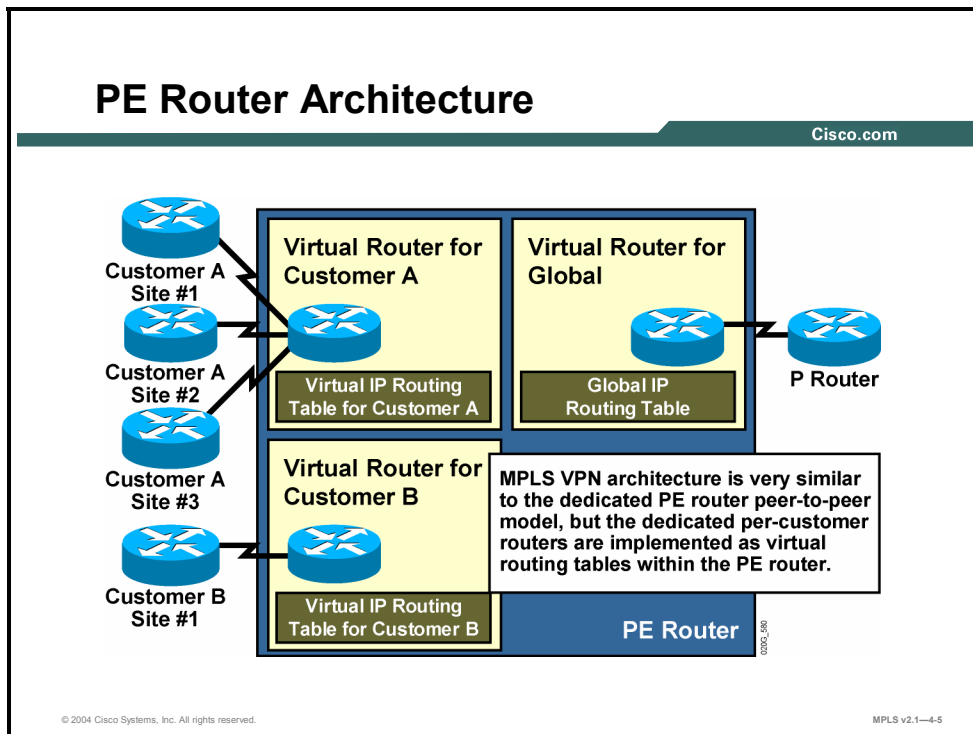 PE Router Architecture
Cisco.com
Customer A
Site #1
Customer A
Site #2
Customer A
Site #3
Customer B
Site #1
Virtual Router for
Customer A
Virtual IP Routing
Table for Customer A
Virtual Router for
Global
Global IP
Routing Table
P Router
Virtual Router for
Customer B
Virtual IP Routing
Table for Customer B
MPLS VPN architecture is very similar
to the dedicated PE router peer-to-peer
model, but the dedicated per-customer
routers are implemented as virtual
routing tables within the PE router.
PE Router
020G_580
© 2004 Cisco Systems, Inc. All rights reserved.
MPLS v2.1—4-5